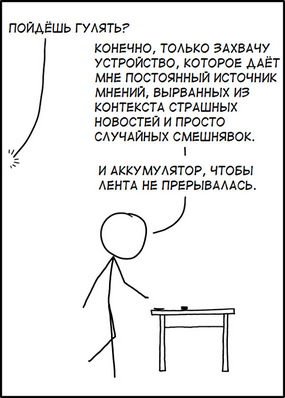 ПОЙДЁШЬ ГУЛЯТЬ?
КОНЕЧНО, ТОЛЬКО ЗАХВАЧУ
УСТРОЙСТВО, КОТОРОЕ ДАЁТ
МНЕ ПОСТОЯННЫЙ ИСТОЧНИК
МНЕНИЙ, ВЫРВАННЫХ ИЗ
КОНТЕКСТА СТРАШНЫХ
НОВОСТЕЙ И ПРОСТО
СЛУЧАЙНЫХ СМЕШНЯВОК.
И АККУМУЛЯТОР, ЧТОБЫ
ЛЕНТА НЕ ПРЕРЫВАЛАСЬ.